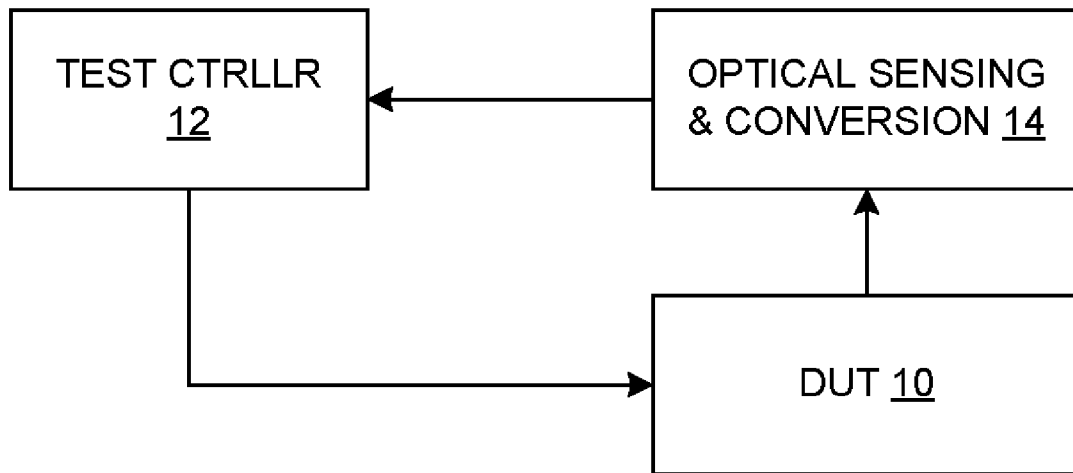 TEST CTRLLR
12
OPTICAL SENSING
& CONVERSION 14
DUT 10